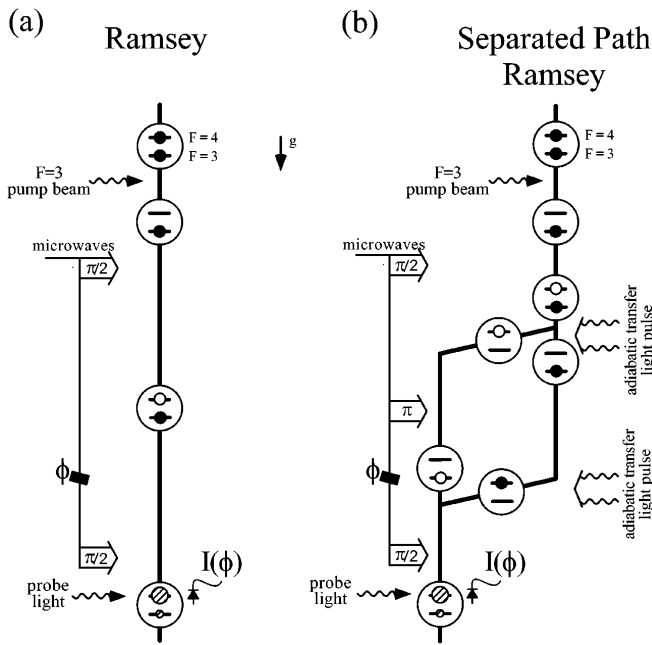 (a)
Ramsey
F = 4
F = 3
g
F=3
pump beam
microwaves
π/2
ϕ
π/2
I(ϕ)
probe
light
(b)
Separated Path
Ramsey
F = 4
F = 3
F=3
pump beam
microwaves
π/2
adiabatic transfer
light pulse
π
ϕ
adiabatic transfer
light pulse
π/2
I(ϕ)
probe
light